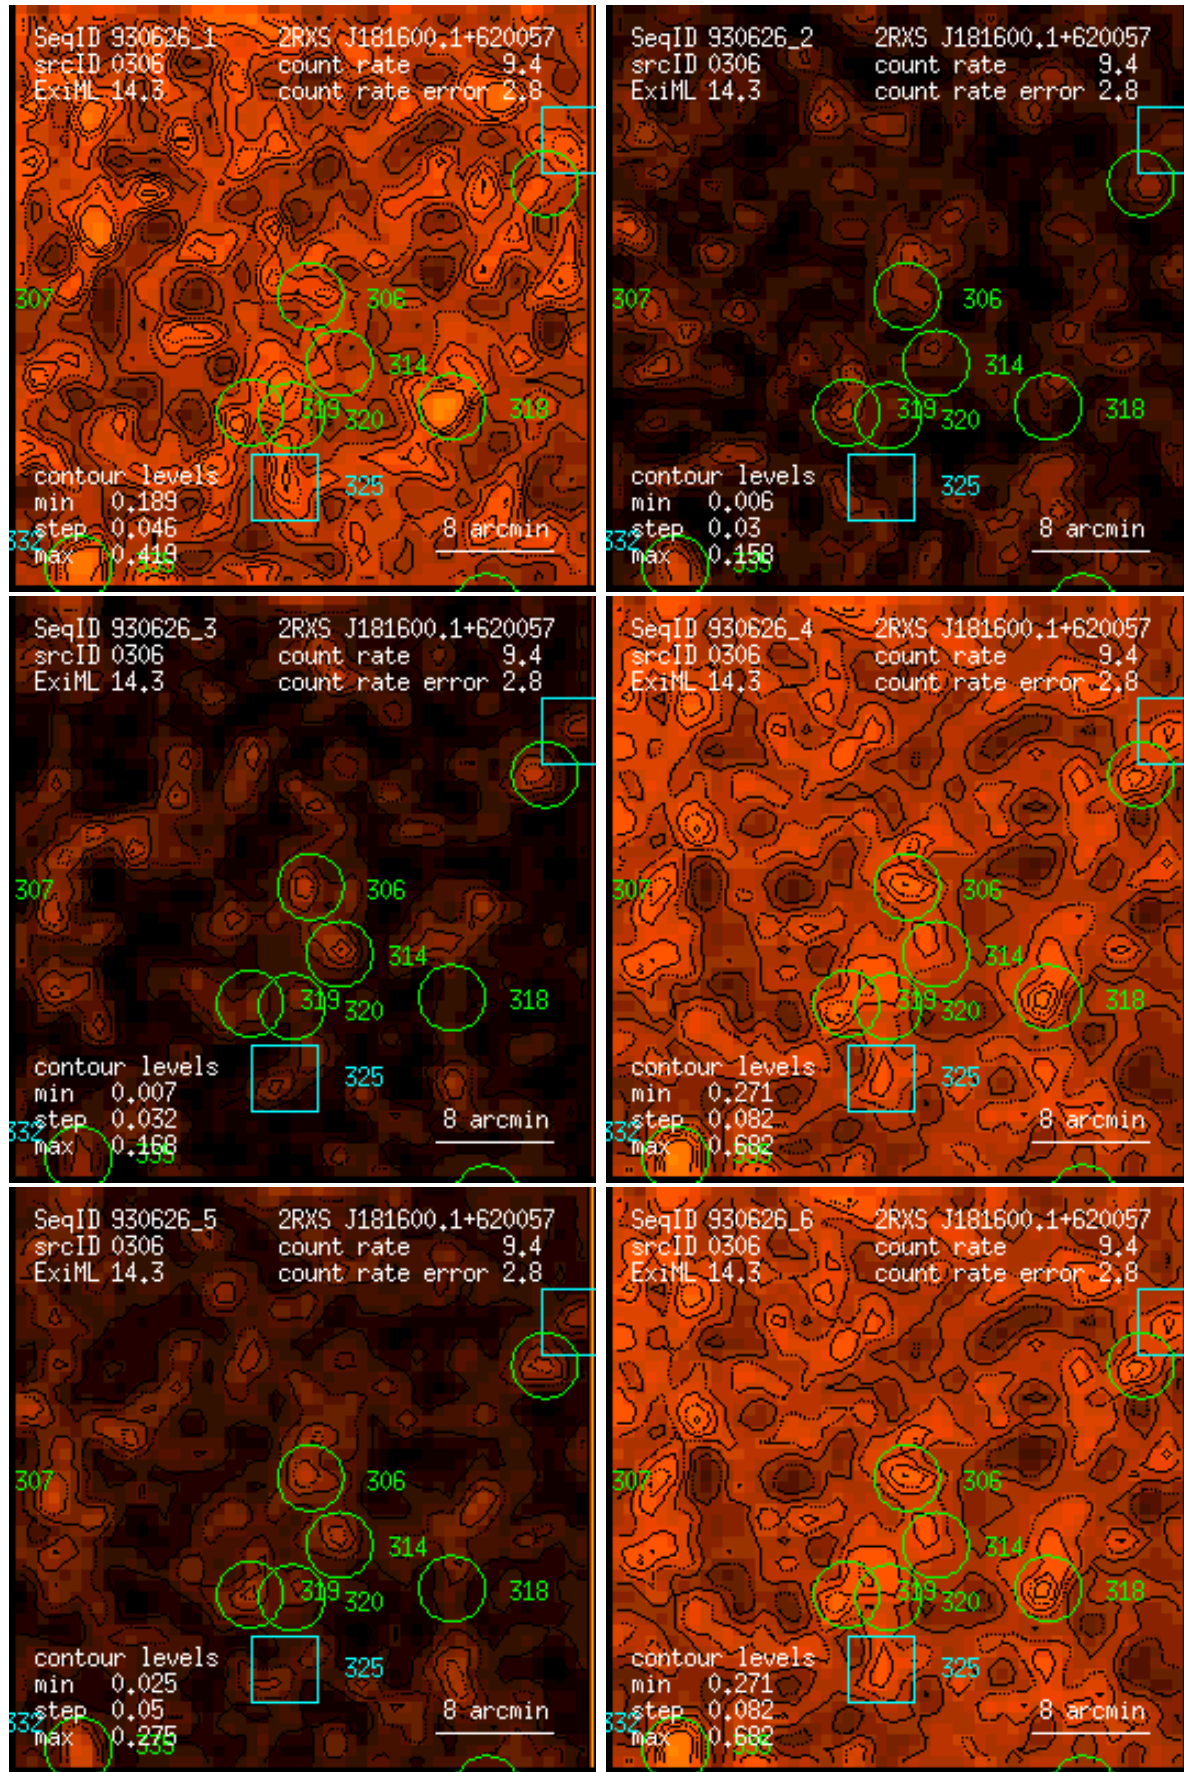 SeqID 930626_1 2RXS J181600.1+620057
srcID 0306 count rate 9.4
ExiML 14.3 count rate error 2.8
307 306
314
319 320 318
contour levels
325
min 0.189
step 0.046 8 arcmin
332
max 0.419
SeqID 930626_2 2RXS J181600.1+620057
srcID 0306 count rate 9.4
ExiML 14.3 count rate error 2.8
307 306
314
319 320 318
contour levels
325
min 0.006
step 0.03 8 arcmin
332
max 0.158
SeqID 930626_3 2RXS J181600.1+620057
srcID 0306 count rate 9.4
ExiML 14.3 count rate error 2.8
307 306
314
319 320 318
contour levels
325
min 0.007
step 0.032 8 arcmin
332
max 0.168
SeqID 930626_4 2RXS J181600.1+620057
srcID 0306 count rate 9.4
ExiML 14.3 count rate error 2.8
307 306
314
319 320 318
contour levels
325
min 0.271
step 0.082 8 arcmin
332
max 0.682
SeqID 930626_5 2RXS J181600.1+620057
srcID 0306 count rate 9.4
ExiML 14.3 count rate error 2.8
307 306
314
319 320 318
contour levels
325
min 0.025
step 0.05 8 arcmin
332
max 0.275
SeqID 930626_6 2RXS J181600.1+620057
srcID 0306 count rate 9.4
ExiML 14.3 count rate error 2.8
307 306
314
319 320 318
contour levels
325
min 0.271
step 0.082 8 arcmin
332
max 0.682